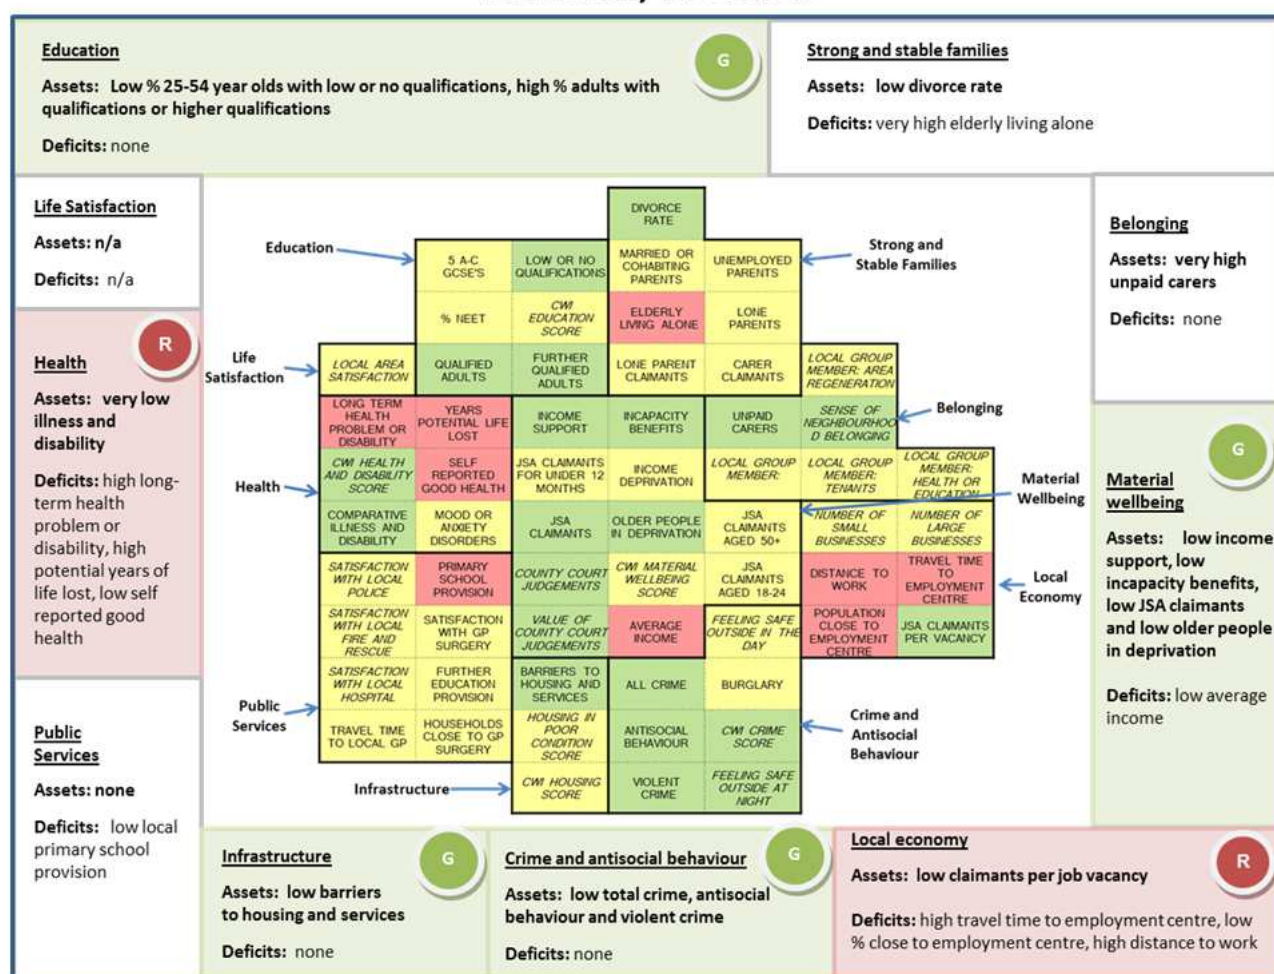 Education
G
Assets: Low % 25-54 year olds with low or no qualifications, high % adults with
qualifications or higher qualifications
Deficits: none
Strong and stable families
Assets: low divorce rate
Deficits: very high elderly living alone
Life Satisfaction
Assets: n/a
Deficits: n/a
R
Health
Assets: very low
illness and
disability
Deficits: high long-
term health
problem or
disability, high
potential years of
life lost, low self
reported good
health
Public
Services
Assets: none
Deficits: low local
primary school
provision
Education
Strong and
Stable Families
Life
Satisfaction
Belonging
Health
Material
Wellbeing
Local
Economy
Public
Services
Crime and
Antisocial
Behaviour
Infrastructure
DIVORCE
RATE
5 A-C
GCSE'S
LOW OR NO
QUALIFICATIONS
MARRIED OR
COHABITING
PARENTS
UNEMPLOYED
PARENTS
% NEET
CWI
EDUCATION
SCORE
ELDERLY
LIVING ALONE
LONE
PARENTS
LOCAL AREA
SATISFACTION
QUALIFIED
ADULTS
FURTHER
QUALIFIED
ADULTS
LONE PARENT
CLAIMANTS
CARER
CLAIMANTS
LOCAL GROUP
MEMBER: AREA
REGENERATION
LONG TERM
HEALTH
PROBLEM OR
DISABILITY
YEARS
POTENTIAL LIFE
LOST
INCOME
SUPPORT
INCAPACITY
BENEFITS
UNPAID
CARERS
SENSE OF
NEIGHBOURHOO
D BELONGING
CWI HEALTH
AND DISABILITY
SCORE
SELF
REPORTED
GOOD HEALTH
JSA CLAIMANTS
FOR UNDER 12
MONTHS
INCOME
DEPRIVATION
LOCAL GROUP
MEMBER:
LOCAL GROUP
MEMBER:
TENANTS
LOCAL GROUP
MEMBER:
HEALTH OR
EDUCATION
COMPARATIVE
ILLNESS AND
DISABILITY
MOOD OR
ANXIETY
DISORDERS
JSA
CLAIMANTS
OLDER PEOPLE
IN DEPRIVATION
JSA
CLAIMANTS
AGED 50+
NUMBER OF
SMALL
BUSINESSES
NUMBER OF
LARGE
BUSINESSES
SATISFACTION
WITH LOCAL
POLICE
PRIMARY
SCHOOL
PROVISION
COUNTY COURT
JUDGEMENTS
CWI MATERIAL
WELLBEING
SCORE
JSA
CLAIMANTS
AGED 18-24
DISTANCE TO
WORK
TRAVEL TIME
TO
EMPLOYMENT
CENTRE
SATISFACTION
WITH LOCAL
FIRE AND
RESCUE
SATISFACTION
WITH GP
SURGERY
VALUE OF
COUNTY COURT
JUDGEMENTS
AVERAGE
INCOME
FEELING SAFE
OUTSIDE IN THE
DAY
POPULATION
CLOSE TO
EMPLOYMENT
CENTRE
JSA CLAIMANTS
PER VACANCY
SATISFACTION
WITH LOCAL
HOSPITAL
FURTHER
EDUCATION
PROVISION
BARRIERS TO
HOUSING AND
SERVICES
ALL CRIME
BURGLARY
TRAVEL TIME
TO LOCAL GP
HOUSEHOLDS
CLOSE TO GP
SURGERY
HOUSING IN
POOR
CONDITION
SCORE
ANTISOCIAL
BEHAVIOUR
CWI CRIME
SCORE
CWI HOUSING
SCORE
VIOLENT
CRIME
FEELING SAFE
OUTSIDE AT
NIGHT
Belonging
Assets: very high
unpaid carers
Deficits: none
G
Material
wellbeing
Assets: low income
support, low
incapacity benefits,
low JSA claimants
and low older people
in deprivation
Deficits: low average
income
Infrastructure
G
Assets: low barriers
to housing and services
Deficits: none
Crime and antisocial behaviour
G
Assets: low total crime, antisocial
behaviour and violent crime
Deficits: none
Local economy
R
Assets: low claimants per job vacancy
Deficits: high travel time to employment centre, low
% close to employment centre, high distance to work